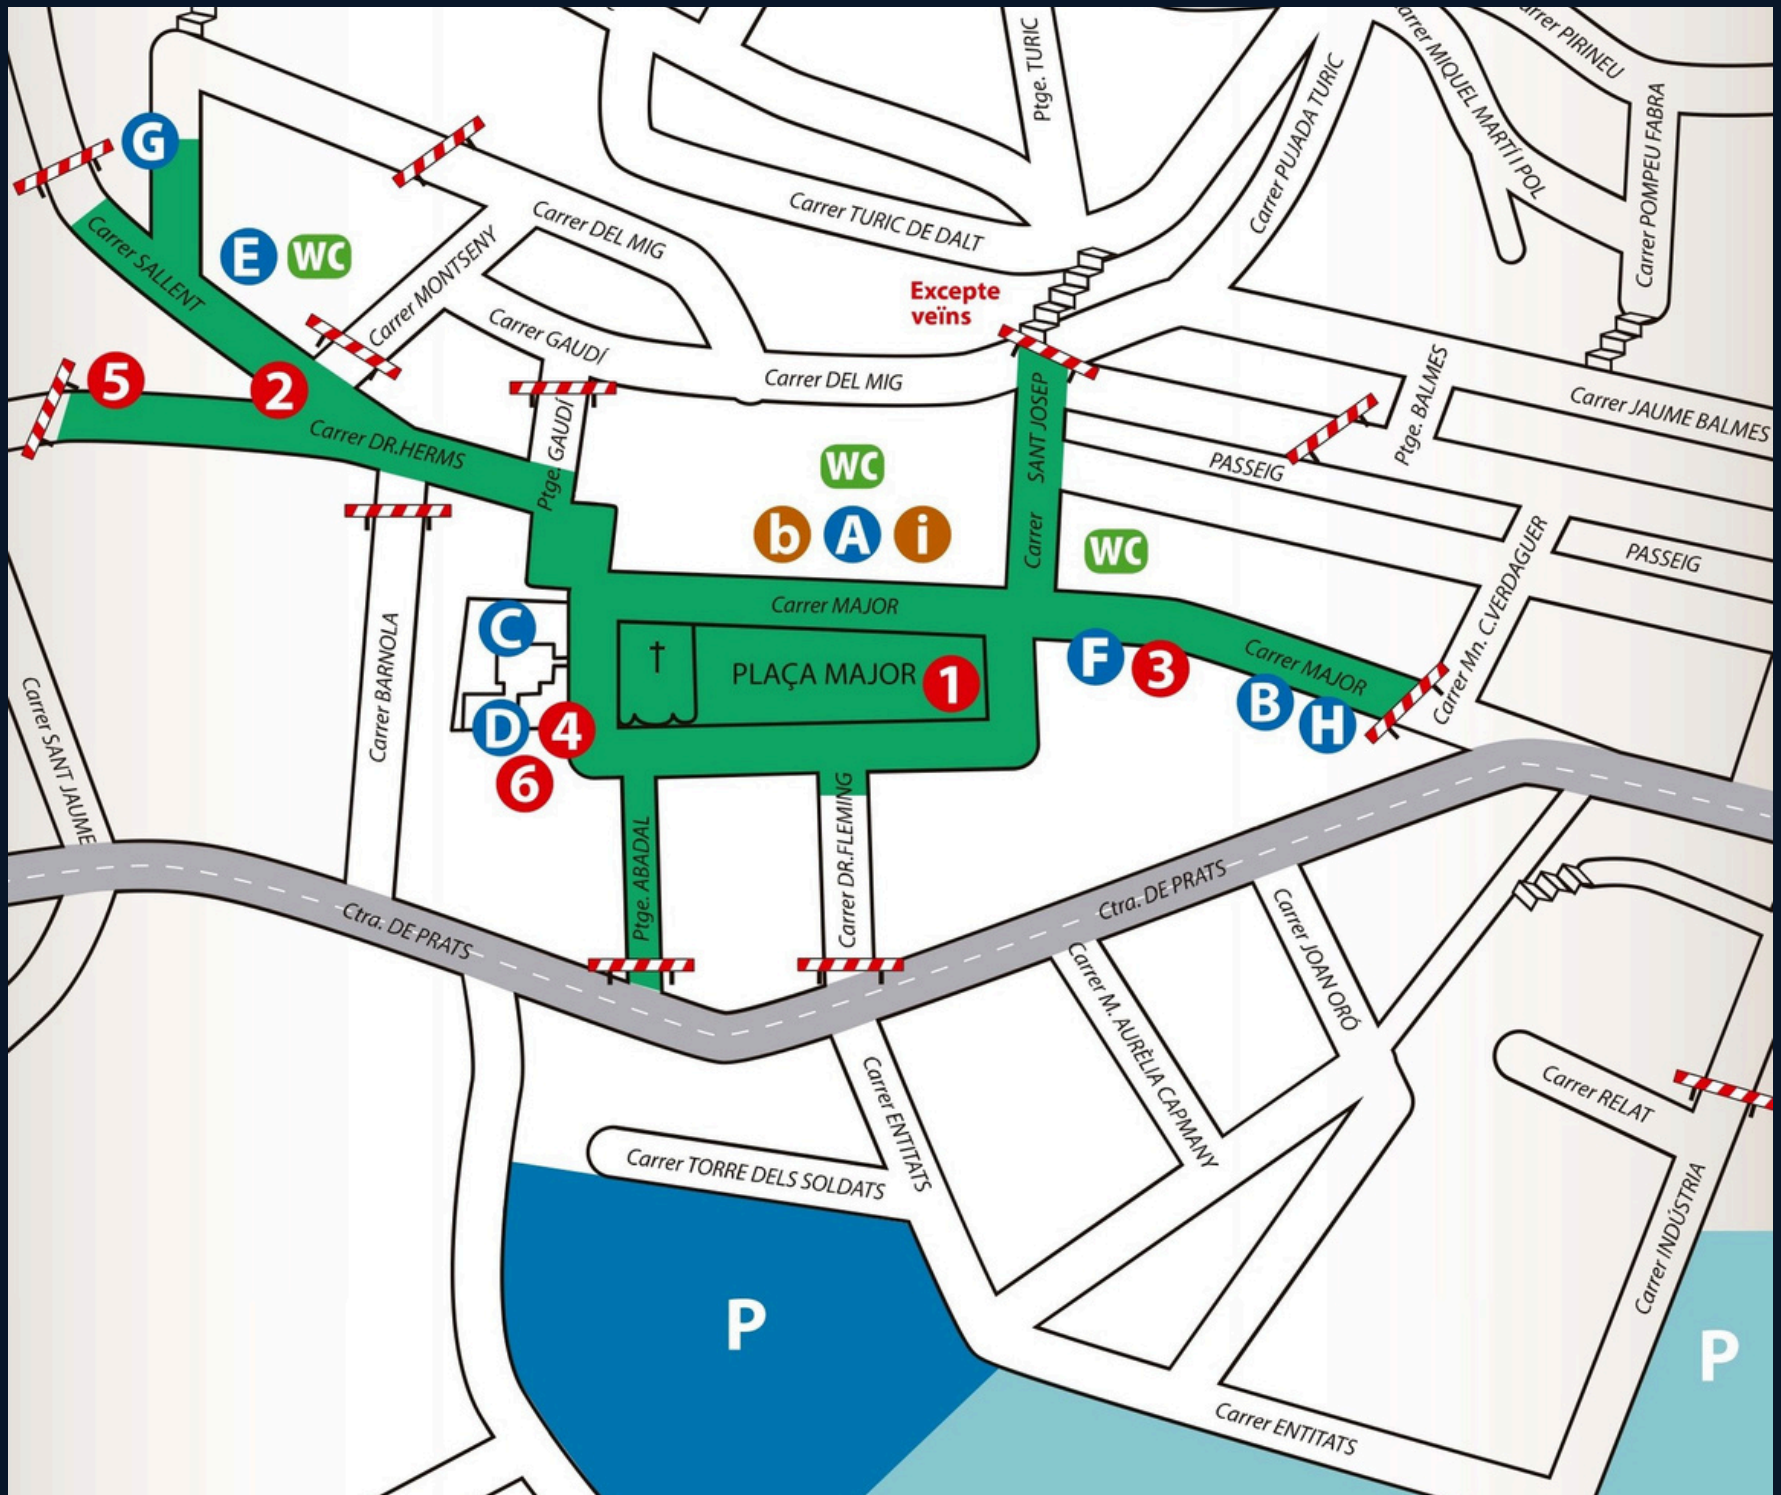 Ptge. TURIC
Carrer PUJADA TURIC
Carrer MIQUEL MARTÍ I POL
Carrer PIRINEU
Carrer POMPEU FABRA
G
E
WC
Carrer SALLENT
Carrer MONTSENY
Carrer DEL MIG
Carrer TURIC DE DALT
Excepte
veïns
Carrer GAUDÍ
Carrer DEL MIG
5
2
Carrer DR.HERMS
Ptge. GAUDÍ
WC
b
A
i
Carrer SANT JOSEP
WC
PASSEIG
Ptge. BALMES
Carrer JAUME BALMES
PASSEIG
Carrer Mn. C.VERDAGUER
Carrer MAJOR
PLAÇA MAJOR
1
C
D
4
6
F
3
Carrer MAJOR
B
H
Carrer BARNOLA
Carrer SANT JAUME
Ptge. ABADAL
Carrer DR.FLEMING
Ctra. DE PRATS
Ctra. DE PRATS
Carrer M. AURÈLIA CAPMANY
Carrer JOAN ORÓ
Carrer RELAT
Carrer ENTITATS
Carrer TORRE DELS SOLDATS
Carrer INDÚSTRIA
P
P
Carrer ENTITATS